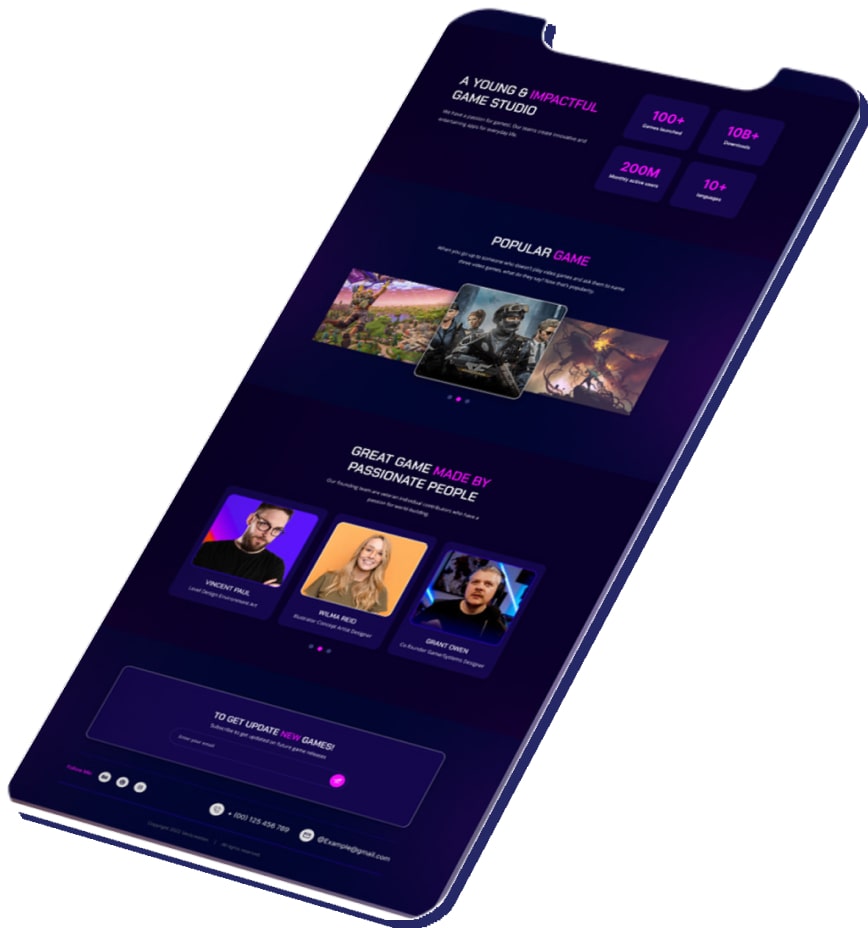 A YOUNG & IMPACTFUL
GAME STUDIO
We have a passion for games!. Our teams create innovative and
entertaining apps for everyday life.
100+
Games launched
10B+
Downloads
200M
Monthly active users
10+
languages
POPULAR GAME
When you go up to someone who doesn't play video games and ask them to name
three video games, what do they say? Now that's popularity.
GREAT GAME MADE BY
PASSIONATE PEOPLE
Our founding team are veteran individual contributors who have a
passion for world-building.
VINCENT PAUL
Lead Design Environment Art
WILMA REID
Illustrator Concept Artist Designer
GRANT OWEN
Co founder Game/Systems Designer
TO GET UPDATE NEW GAMES!
Subscribe to get updated on future game releases
Enter your email
Follow Me:
+ (00) 125 456 789
@Example@gmail.com
Copyright 2022
| All rights reserved.